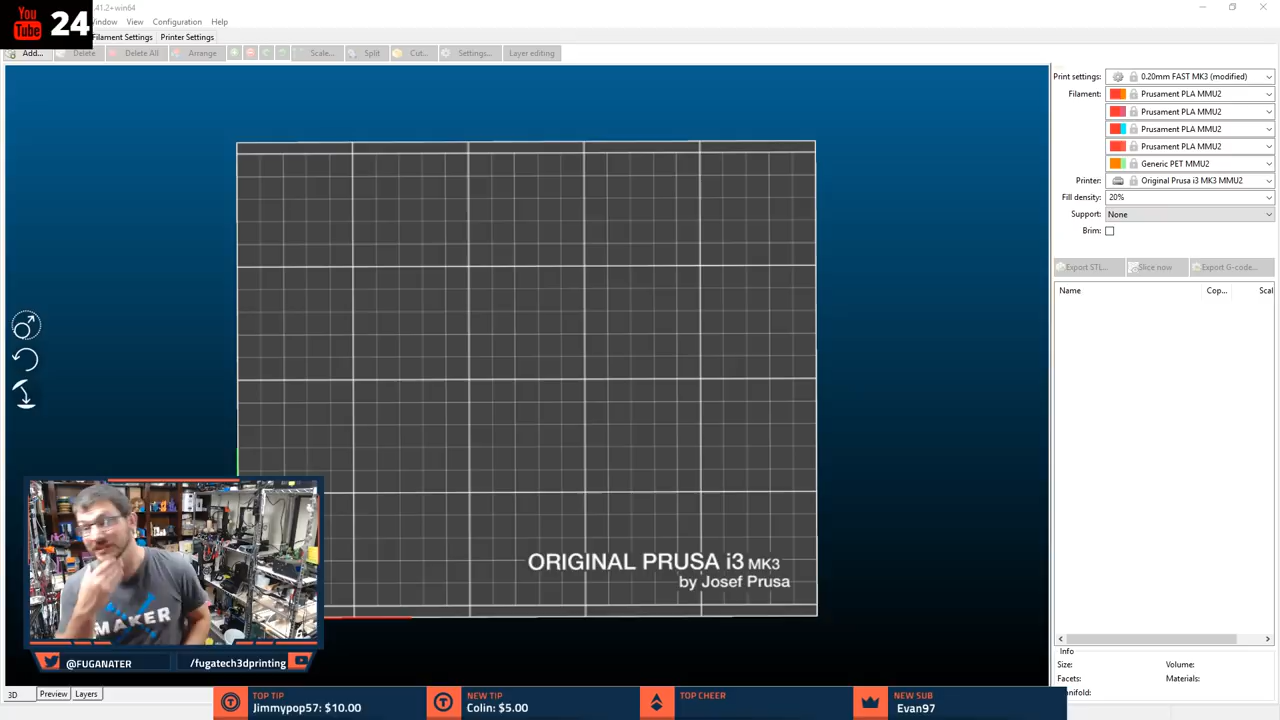 You
Tube
24
.41.2+ win64
Window View Configuration Help
Filament Settings Printer Settings
Add... Delete Delete All Arrange Scale... Split Cut... Settings... Layer editing
Print settings: 0.20mm FAST MK3 (modified)
Filament: Prusament PLA MMU2
Prusament PLA MMU2
Prusament PLA MMU2
Prusament PLA MMU2
Generic PET MMU2
Printer: Original Prusa i3 MK3 MMU2
Fill density: 20%
Support: None
Brim:
Export STL... Slice now Export G-code...
Name Cop... Scal
ORIGINAL PRUSA i3 MK3
by Josef Prusa
MAKER
@FUGANATER /fugatech3dprinting
Info
Size: Volume:
Facets: Materials:
Manifold:
3D Preview Layers
TOP TIP
Jimmypop57: $10.00
NEW TIP
Colin: $5.00
TOP CHEER
NEW SUB
Evan97